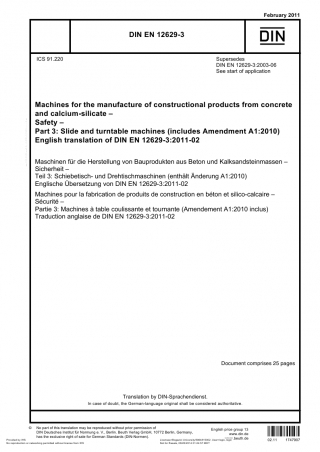 February 2011
DIN EN 12629-3
DIN
ICS 91.220
Supersedes
DIN EN 12629-3:2003-06
See start of application
Machines for the manufacture of constructional products from concrete
and calcium-silicate –
Safety –
Part 3: Slide and turntable machines (includes Amendment A1:2010)
English translation of DIN EN 12629-3:2011-02
Maschinen für die Herstellung von Bauprodukten aus Beton und Kalksandsteinmassen –
Sicherheit –
Teil 3: Schiebetisch- und Drehtischmaschinen (enthält Änderung A1:2010)
Englische Übersetzung von DIN EN 12629-3:2011-02
Machines pour la fabrication de produits de construction en béton et silico-calcaire –
Sécurité –
Partie 3: Machines à table coulissante et tournante (Amendement A1:2010 inclus)
Traduction anglaise de DIN EN 12629-3:2011-02
Document comprises 25 pages
Translation by DIN-Sprachendienst.
In case of doubt, the German-language original shall be considered authoritative.
© No part of this translation may be reproduced without prior permission of
DIN Deutsches Institut für Normung e. V., Berlin. Beuth Verlag GmbH, 10772 Berlin, Germany,
has the exclusive right of sale for German Standards (DIN-Normen).
English price group 13
www.din.de
www.beuth.de
02.11 1747907